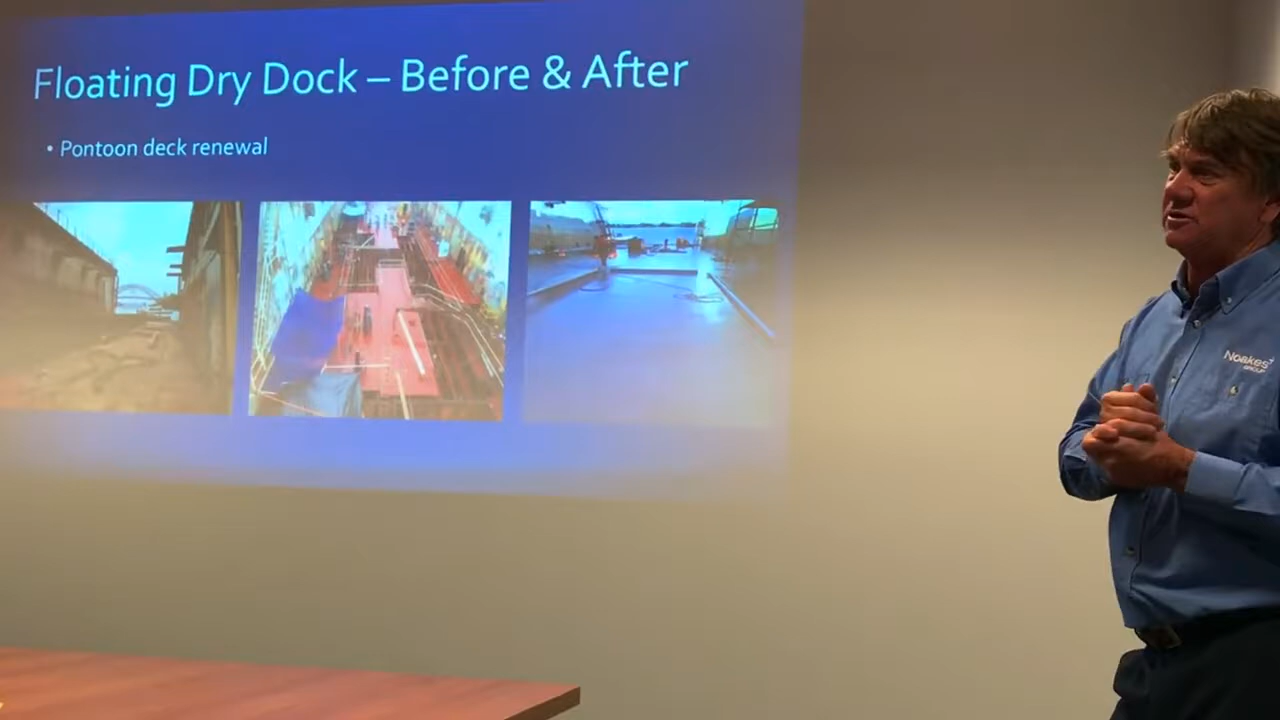 Floating Dry Dock – Before & After
• Pontoon deck renewal
Noakes
GROUP